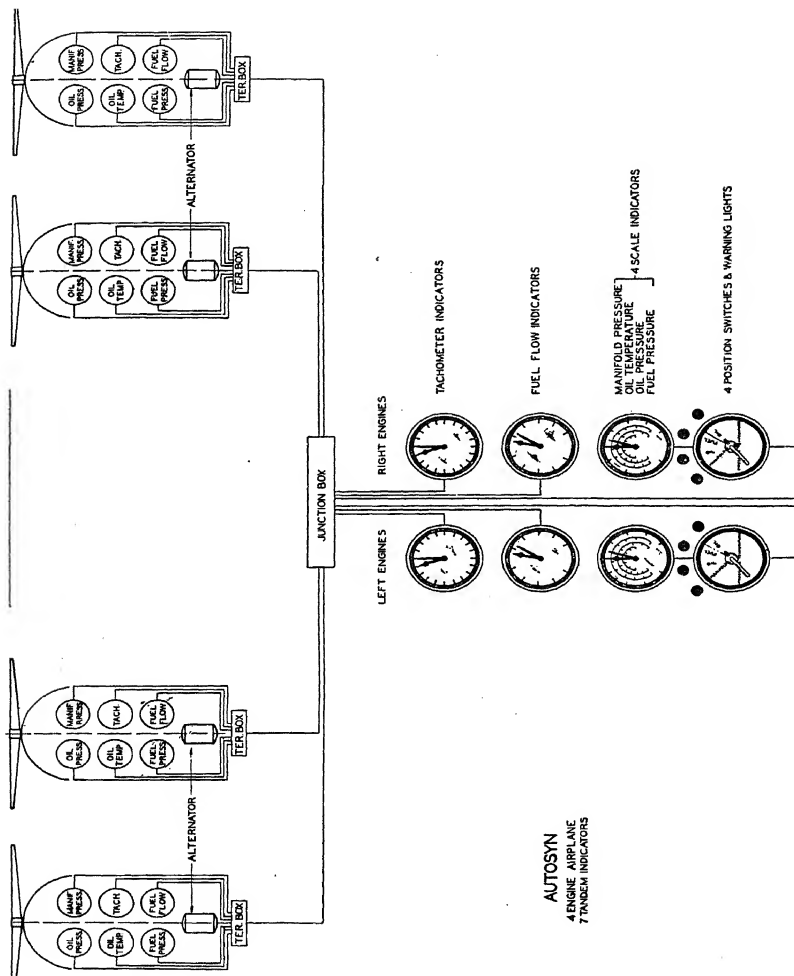 OIL PRESS.
MANIF. PRESS.
OIL TEMP.
TACH
FUEL PRESS.
FUEL FLOW
TER. BOX
ALTERNATOR
OIL PRESS.
MANIF. RRESS.
OIL TEMP
TACH.
FUEL PRESS.
FUEL FLOW
TER. BOX
OIL PRESS.
MANIF. PRESS.
OIL TEMP
TACH.
FUEL PRESS
FUEL FLOW
TER. BOX
ALTERNATOR
OIL PRESS.
MANIF PRESS
OIL TEMP
TACH.
FUEL PRESS
FUEL FLOW
TER. BOX
JUNCTION BOX
LEFT ENGINES
RIGHT ENGINES
TACHOMETER INDICATORS
FUEL FLOW INDICATORS
MANIFOLD PRESSURE
OIL TEMPERATURE
OIL PRESSURE
FUEL PRESSURE
4 SCALE INDICATORS
4 POSITION SWITCHES & WARNING LIGHTS
AUTOSYN
4 ENGINE AIRPLANE
7 TANDEM INDICATORS